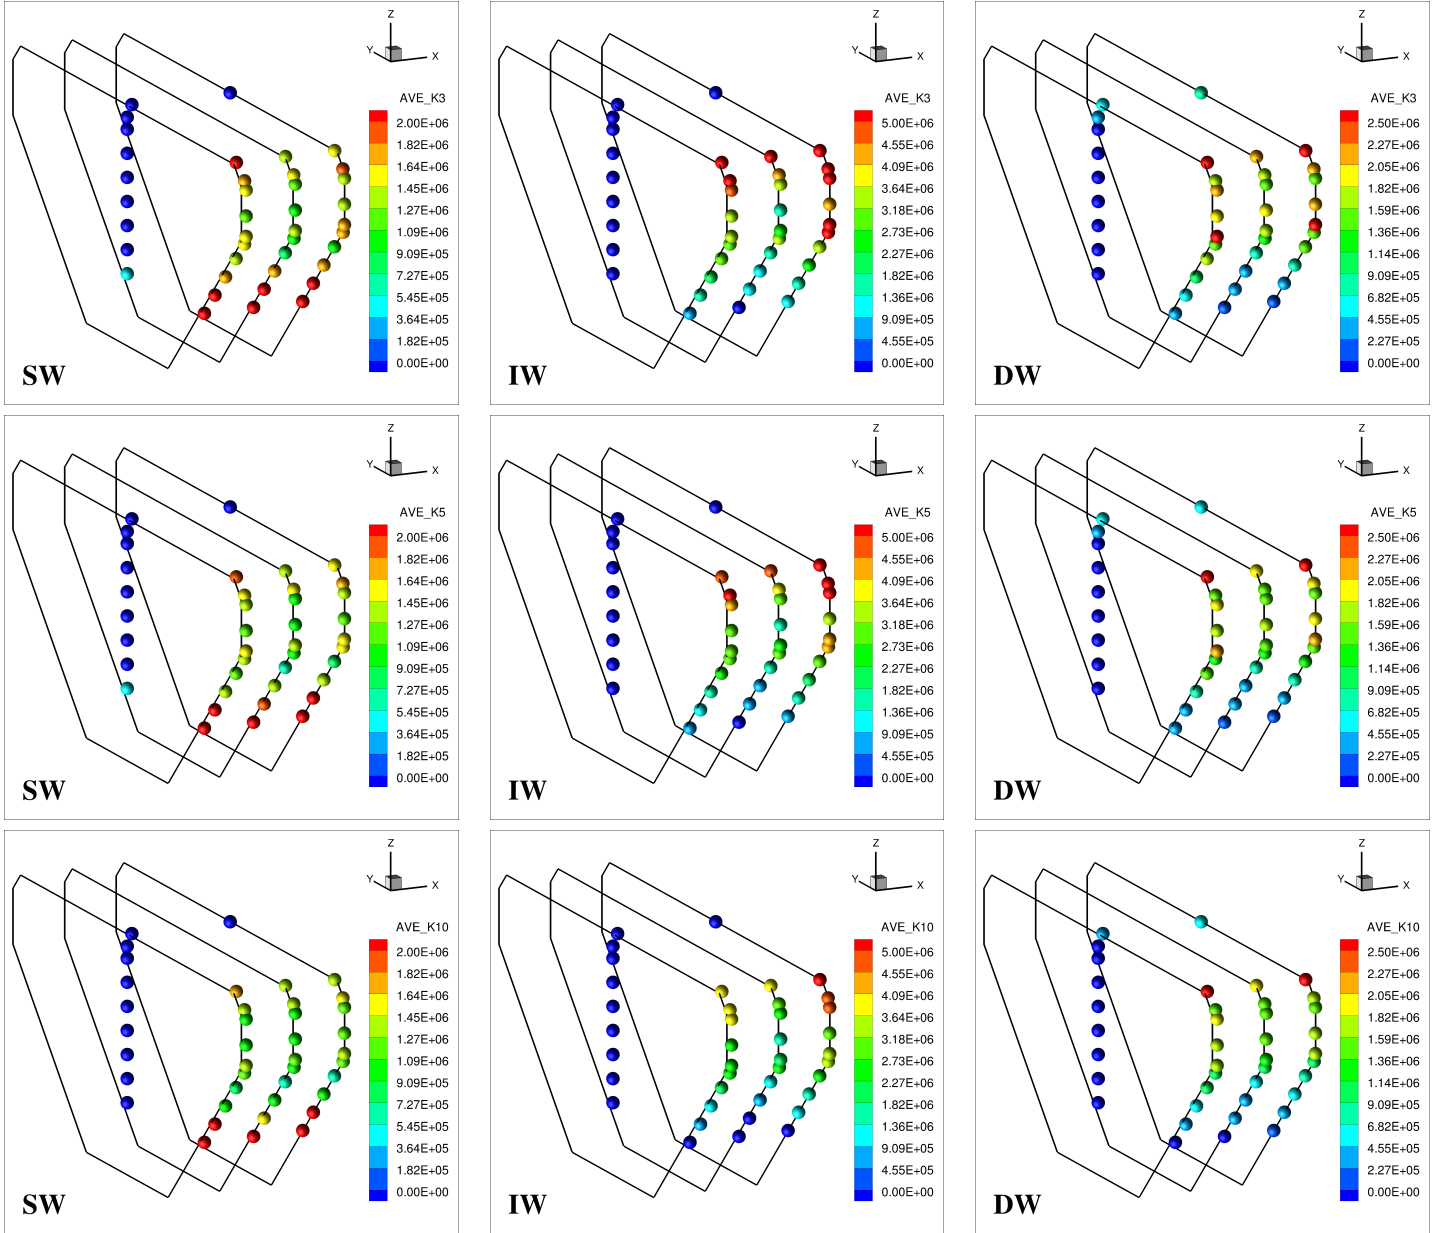 Z
Y X
AVE_K3
2.00E+06
1.82E+06
1.64E+06
1.45E+06
1.27E+06
1.09E+06
9.09E+05
7.27E+05
5.45E+05
3.64E+05
1.82E+05
0.00E+00
SW
Z
Y X
AVE_K3
5.00E+06
4.55E+06
4.09E+06
3.64E+06
3.18E+06
2.73E+06
2.27E+06
1.82E+06
1.36E+06
9.09E+05
4.55E+05
0.00E+00
IW
Z
Y X
AVE_K3
2.50E+06
2.27E+06
2.05E+06
1.82E+06
1.59E+06
1.36E+06
1.14E+06
9.09E+05
6.82E+05
4.55E+05
2.27E+05
0.00E+00
DW
Z
Y X
AVE_K5
2.00E+06
1.82E+06
1.64E+06
1.45E+06
1.27E+06
1.09E+06
9.09E+05
7.27E+05
5.45E+05
3.64E+05
1.82E+05
0.00E+00
SW
Z
Y X
AVE_K5
5.00E+06
4.55E+06
4.09E+06
3.64E+06
3.18E+06
2.73E+06
2.27E+06
1.82E+06
1.36E+06
9.09E+05
4.55E+05
0.00E+00
IW
Z
Y X
AVE_K5
2.50E+06
2.27E+06
2.05E+06
1.82E+06
1.59E+06
1.36E+06
1.14E+06
9.09E+05
6.82E+05
4.55E+05
2.27E+05
0.00E+00
DW
Z
Y X
AVE_K10
2.00E+06
1.82E+06
1.64E+06
1.45E+06
1.27E+06
1.09E+06
9.09E+05
7.27E+05
5.45E+05
3.64E+05
1.82E+05
0.00E+00
SW
Z
Y X
AVE_K10
5.00E+06
4.55E+06
4.09E+06
3.64E+06
3.18E+06
2.73E+06
2.27E+06
1.82E+06
1.36E+06
9.09E+05
4.55E+05
0.00E+00
IW
Z
Y X
AVE_K10
2.50E+06
2.27E+06
2.05E+06
1.82E+06
1.59E+06
1.36E+06
1.14E+06
9.09E+05
6.82E+05
4.55E+05
2.27E+05
0.00E+00
DW